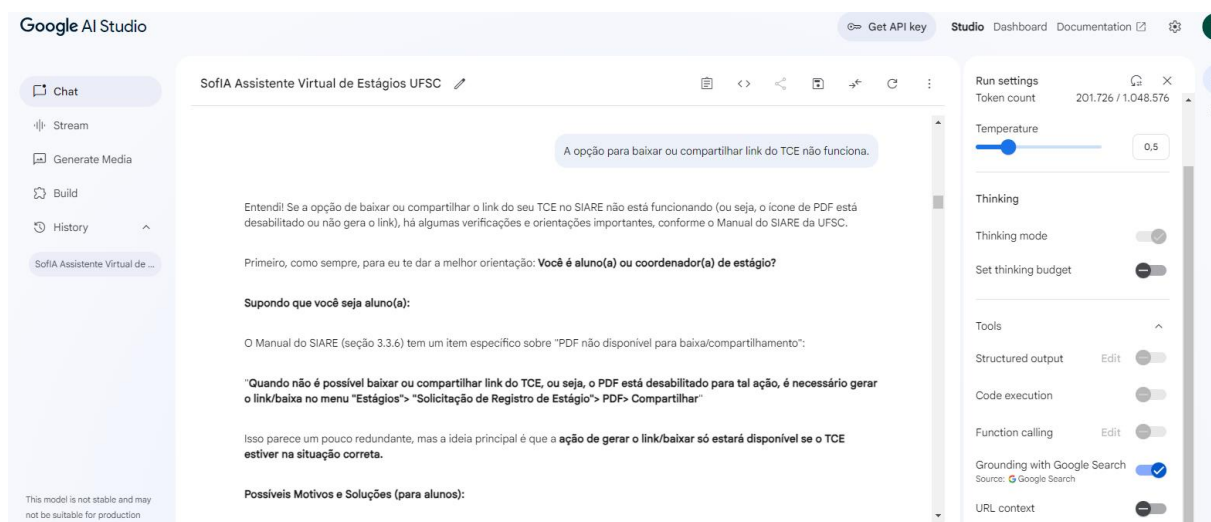 Google AI Studio
Get API key
Studio Dashboard Documentation
Chat
Stream
Generate Media
Build
History
SofIA Assistente Virtual de ...
This model is not stable and may
not be suitable for production
SofIA Assistente Virtual de Estágios UFSC
A opção para baixar ou compartilhar link do TCE não funciona.
Entendi! Se a opção de baixar ou compartilhar o link do seu TCE no SIARE não está funcionando (ou seja, o ícone de PDF está
desabilitado ou não gera o link), há algumas verificações e orientações importantes, conforme o Manual do SIARE da UFSC.
Primeiro, como sempre, para eu te dar a melhor orientação: Você é aluno(a) ou coordenador(a) de estágio?
Supondo que você seja aluno(a):
O Manual do SIARE (seção 3.3.6) tem um item específico sobre "PDF não disponível para baixa/compartilhamento":
"Quando não é possível baixar ou compartilhar link do TCE, ou seja, o PDF está desabilitado para tal ação, é necessário gerar
o link/baixa no menu "Estágios"> "Solicitação de Registro de Estágio"> PDF> Compartilhar"
Isso parece um pouco redundante, mas a ideia principal é que a ação de gerar o link/baixar só estará disponível se o TCE
estiver na situação correta.
Possíveis Motivos e Soluções (para alunos):
Run settings
Token count 201.726 / 1.048.576
Temperature
0,5
Thinking
Thinking mode
Set thinking budget
Tools
Structured output Edit
Code execution
Function calling Edit
Grounding with Google Search
Source: Google Search
URL context